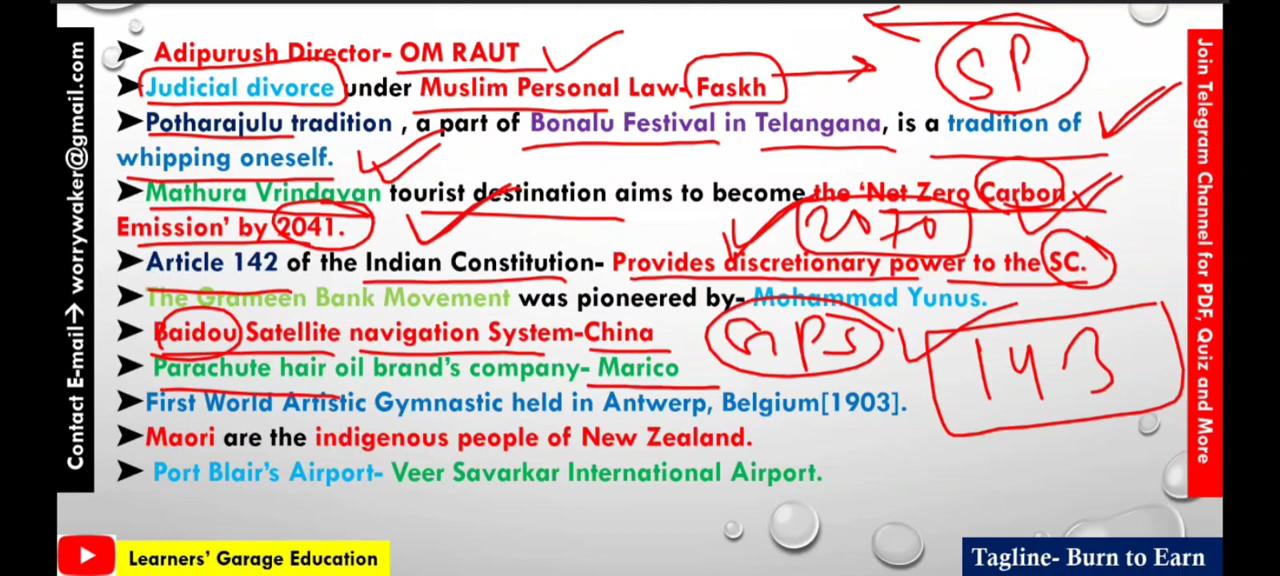 ➤ Adipurush Director- OM RAUT
➤Judicial divorce under Muslim Personal Law- Faskh
SP
➤Potharajulu tradition , a part of Bonalu Festival in Telangana, is a tradition of
whipping oneself.
➤Mathura Vrindavan tourist destination aims to become the ‘Net Zero Carbon
Emission’ by 2041.
2070
➤Article 142 of the Indian Constitution- Provides discretionary power to the SC.
➤The Grameen Bank Movement was pioneered by- Mohammad Yunus.
➤ Baidou Satellite navigation System-China
GPS
143
➤ Parachute hair oil brand’s company- Marico
➤First World Artistic Gymnastic held in Antwerp, Belgium[1903].
➤Maori are the indigenous people of New Zealand.
➤ Port Blair’s Airport- Veer Savarkar International Airport.
Contact E-mail→ worrywaker@gmail.com
Join Telegram Channel for PDF, Quiz and More
Learners’ Garage Education
Tagline- Burn to Earn